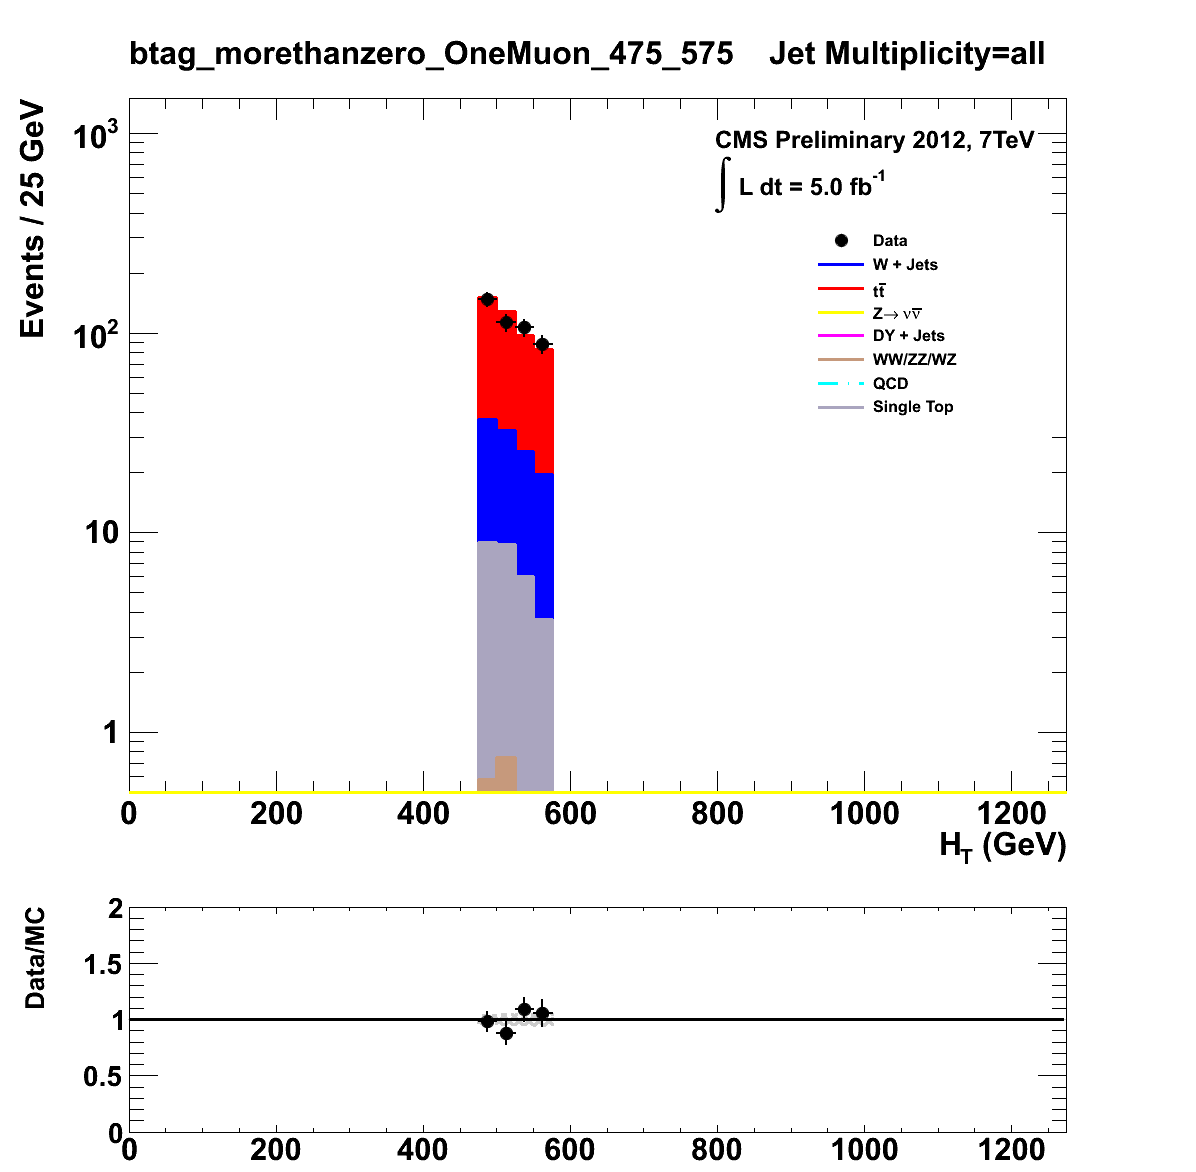 btag_morethanzero_OneMuon_475_575 Jet Multiplicity=all
Events / 25 GeV
10³
10²
10
1
CMS Preliminary 2012, 7TeV
∫ L dt = 5.0 fb⁻¹
Data
W + Jets
tt̅
Z→ νν̅
DY + Jets
WW/ZZ/WZ
QCD
Single Top
0 200 400 600 800 1000 1200
H_T (GeV)
Data/MC
2
1.5
1
0.5
0
0 200 400 600 800 1000 1200